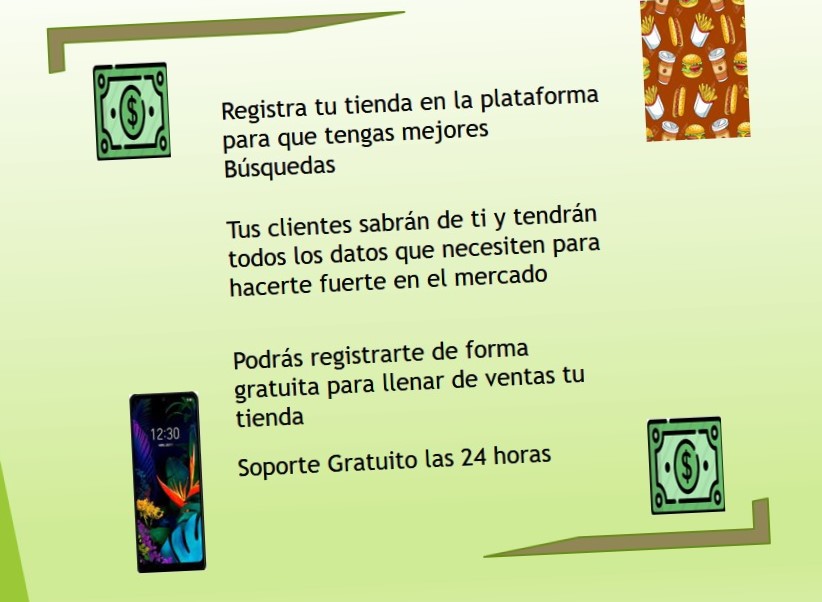 Registra tu tienda en la plataforma
para que tengas mejores
Búsquedas
Tus clientes sabrán de ti y tendrán
todos los datos que necesiten para
hacerte fuerte en el mercado
Podrás registrarte de forma
gratuita para llenar de ventas tu
tienda
12:30
Soporte Gratuito las 24 horas